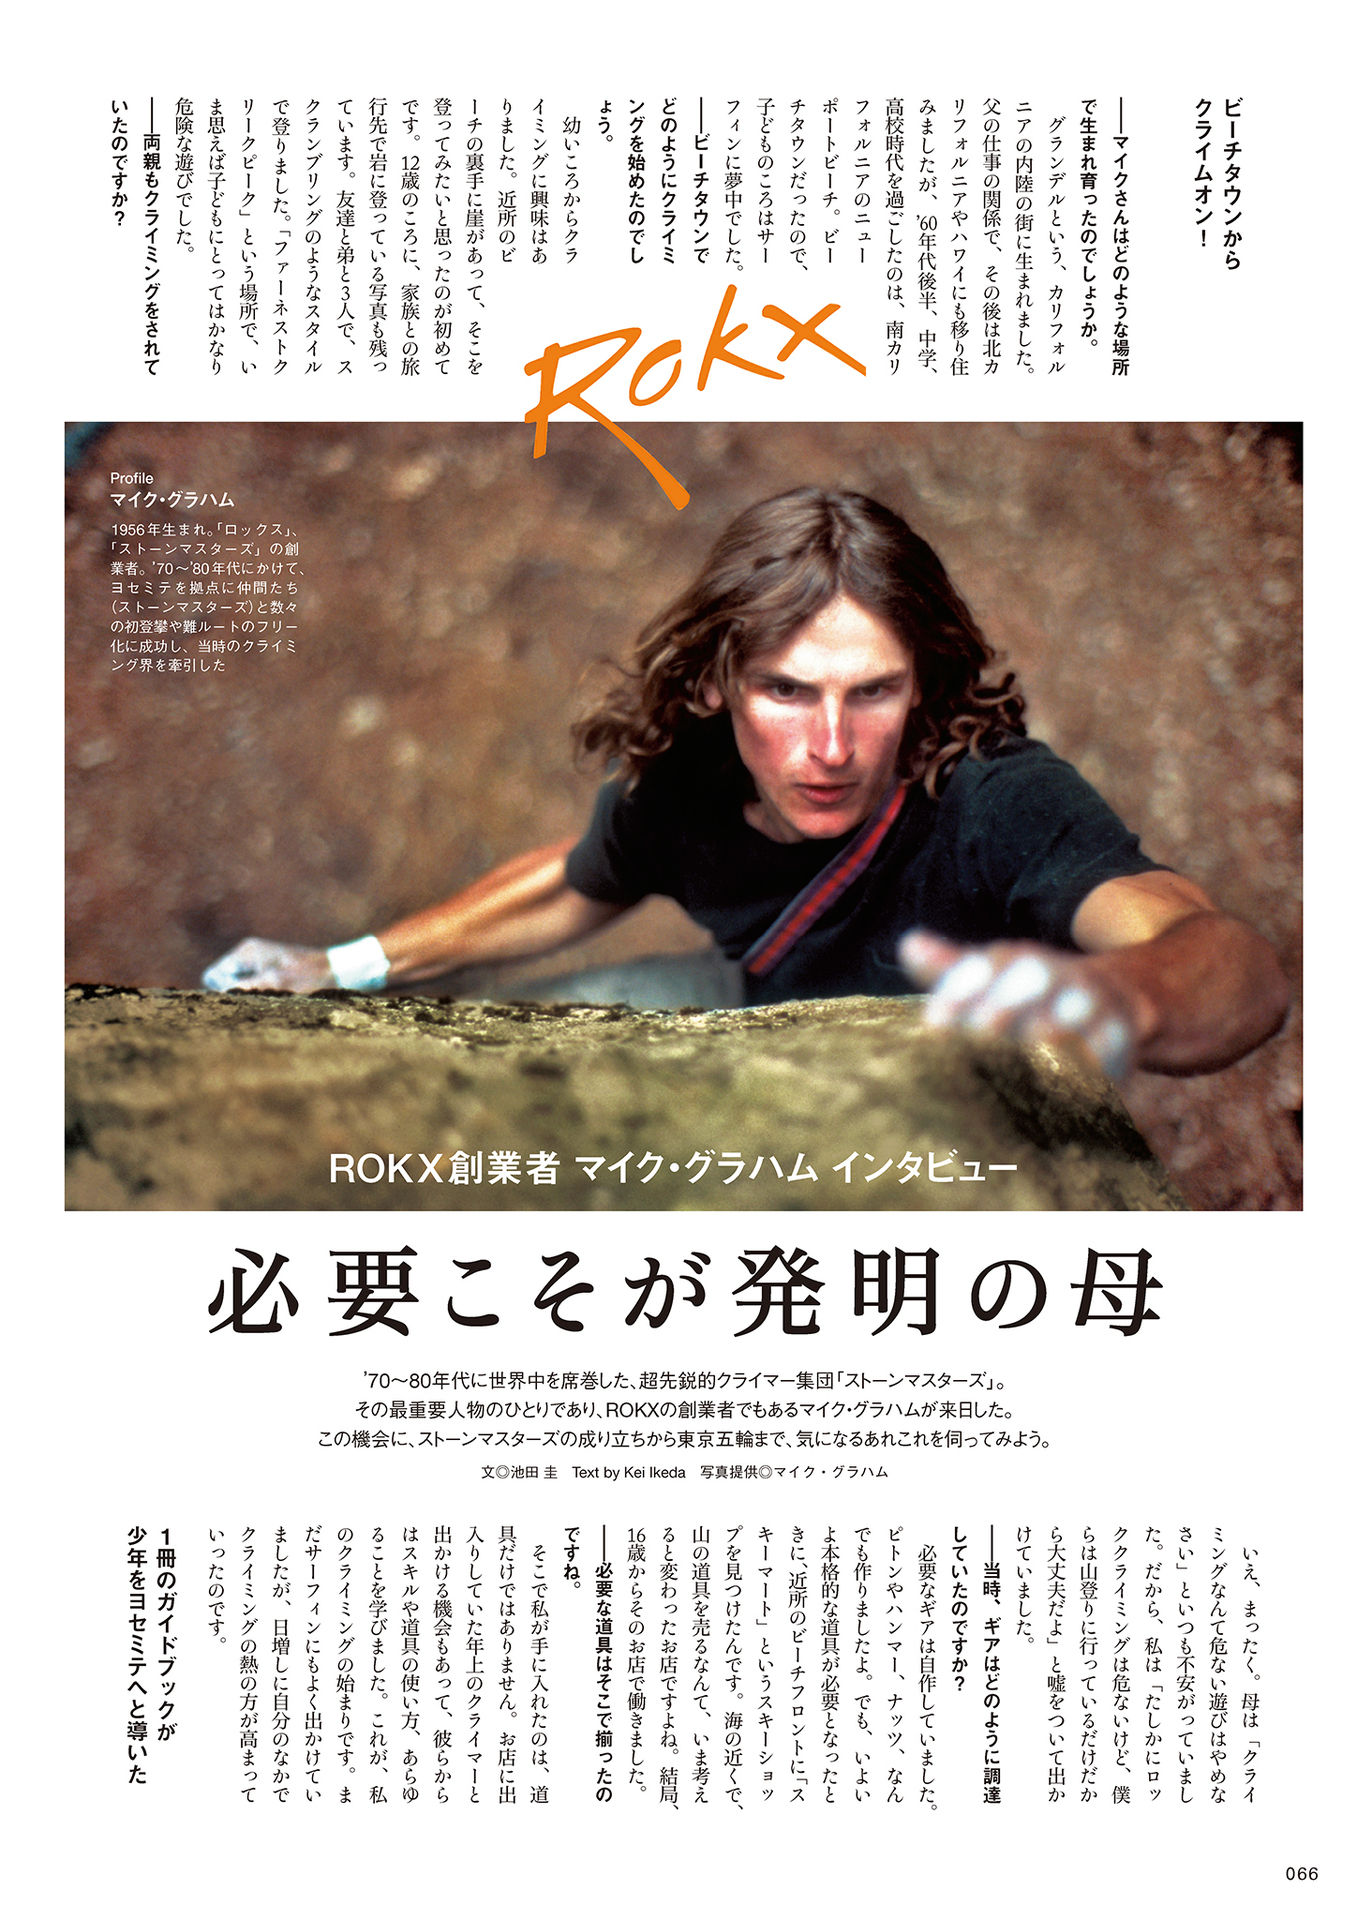 ビーチタウンから
クライムオン！
――マイクさんはどのような場所
で生まれ育ったのでしょうか。
グランデルという、カリフォル
ニアの内陸の街に生まれました。
父の仕事の関係で、その後は北カ
リフォルニアやハワイにも移り住
みましたが、’60年代後半、中学、
高校時代を過ごしたのは、南カリ
フォルニアのニュー
ポートビーチ。ビー
チタウンだったので、
子どものころはサー
フィンに夢中でした。
――ビーチタウンで
どのようにクライミ
ングを始めたのでし
ょう。
幼いころからクラ
イミングに興味はあ
りました。近所のビ
ーチの裏手に崖があって、そこを
登ってみたいと思ったのが初めて
です。12歳のころに、家族との旅
行先で岩に登っている写真も残っ
ています。友達と弟と3人で、ス
クランブリングのようなスタイル
で登りました。「ファーネストク
リークピーク」という場所で、い
ま思えば子どもにとってはかなり
危険な遊びでした。
――両親もクライミングをされて
いたのですか？
Rokx
Profile
マイク・グラハム
1956年生まれ。「ロックス」、
「ストーンマスターズ」の創
業者。’70〜’80年代にかけて、
ヨセミテを拠点に仲間たち
（ストーンマスターズ）と数々
の初登攀や難ルートのフリー
化に成功し、当時のクライミ
ング界を牽引した
ROKX創業者 マイク・グラハム インタビュー
必要こそが発明の母
’70〜80年代に世界中を席巻した、超先鋭的クライマー集団「ストーンマスターズ」。
その最重要人物のひとりであり、ROKXの創業者でもあるマイク・グラハムが来日した。
この機会に、ストーンマスターズの成り立ちから東京五輪まで、気になるあれこれを伺ってみよう。
文◎池田 圭　Text by Kei Ikeda　写真提供◎マイク・グラハム
いえ、まったく。母は「クライ
ミングなんて危ない遊びはやめな
さい」といつも不安がっていまし
た。だから、私は「たしかにロッ
ククライミングは危ないけど、僕
らは山登りに行っているだけだか
ら大丈夫だよ」と嘘をついて出か
けていました。
――当時、ギアはどのように調達
していたのですか？
必要なギアは自作していました。
ピトンやハンマー、ナッツ、なん
でも作りましたよ。でも、いよい
よ本格的な道具が必要となったと
きに、近所のビーチフロントに「ス
キーマート」というスキーショッ
プを見つけたんです。海の近くで、
山の道具を売るなんて、いま考え
ると変わったお店ですよね。結局、
16歳からそのお店で働きました。
――必要な道具はそこで揃ったの
ですね。
そこで私が手に入れたのは、道
具だけではありません。お店に出
入りしていた年上のクライマーと
出かける機会もあって、彼らから
はスキルや道具の使い方、あらゆ
ることを学びました。これが、私
のクライミングの始まりです。ま
だサーフィンにもよく出かけてい
ましたが、日増しに自分のなかで
クライミングの熱の方が高まって
いったのです。
1冊のガイドブックが
少年をヨセミテへと導いた
066